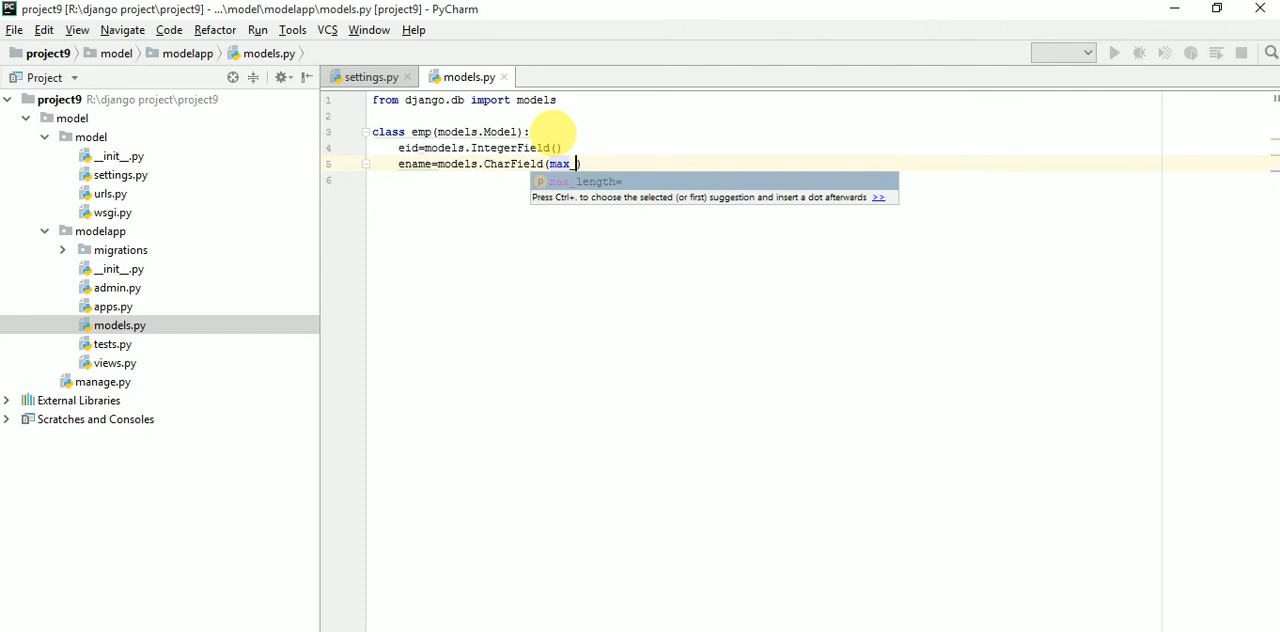 project9 [R:\django project\project9] - ...\model\modelapp\models.py [project9] - PyCharm
File Edit View Navigate Code Refactor Run Tools VCS Window Help
project9 model modelapp models.py
Project settings.py models.py
project9 R:\django project\project9
model
model
__init__.py
settings.py
urls.py
wsgi.py
modelapp
migrations
__init__.py
admin.py
apps.py
models.py
tests.py
views.py
manage.py
External Libraries
Scratches and Consoles
1 from django.db import models
2
3 class emp(models.Model):
4 eid=models.IntegerField()
5 ename=models.CharField(max_)
6
p max_length=
Press Ctrl+. to choose the selected (or first) suggestion and insert a dot afterwards >>